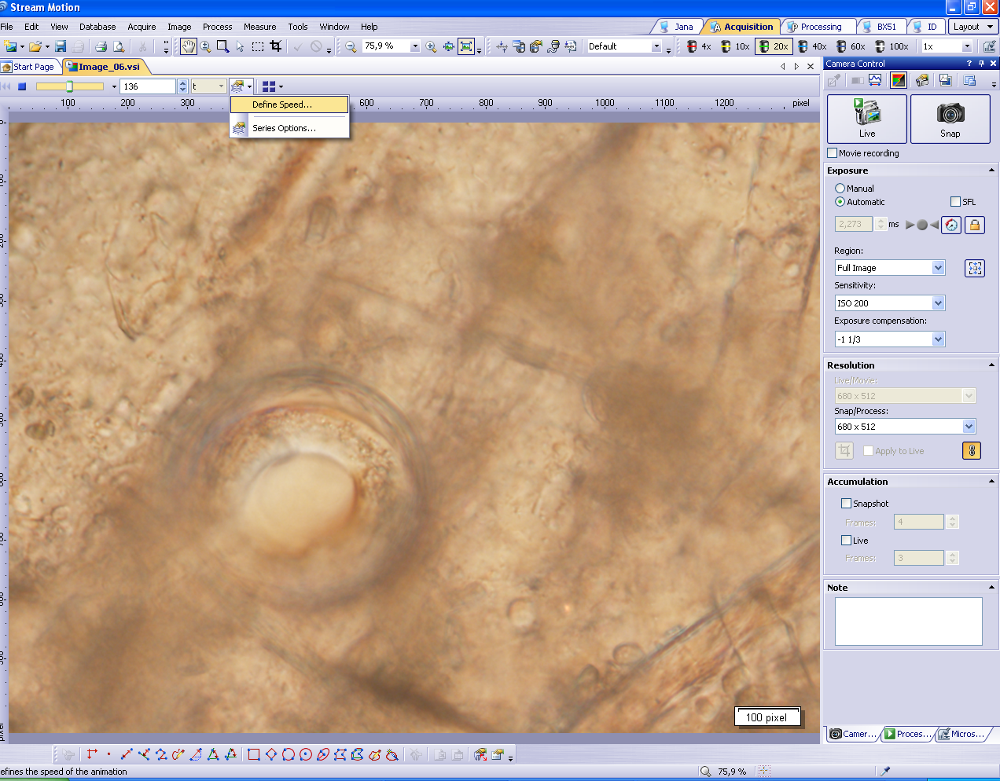 Stream Motion
File Edit View Database Acquire Image Process Measure Tools Window Help
Jana Acquisition Processing BX51 ID Layout
75,9 % Default 4x 10x 20x 40x 60x 100x 1x
Start Page Image_06.vsi
136 t
Define Speed...
Series Options...
100 200 300 600 700 800 900 1000 1100 1200 pixel
Camera Control
Live Snap
Movie recording
Exposure
Manual
Automatic SFL
2,273 ms
Region:
Full Image
Sensitivity:
ISO 200
Exposure compensation:
-1 1/3
Resolution
Live/Movie:
680 x 512
Snap/Process:
680 x 512
Apply to Live
Accumulation
Snapshot
Frames: 4
Live
Frames: 3
Note
100 pixel
pixel
Camer... Proces... Micros...
efines the speed of the animation
75,9 %